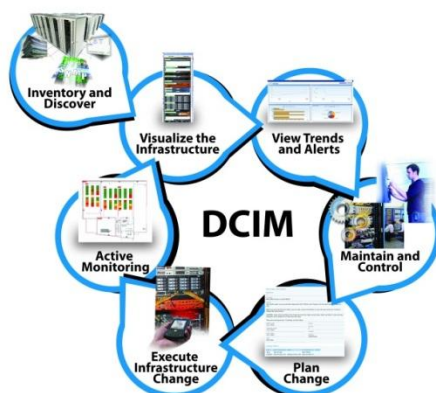 Inventory and
Discover
Visualize the
Infrastructure
View Trends
and Alerts
DCIM
Active
Monitoring
Maintain and
Control
Execute
Infrastructure
Change
Plan
Change